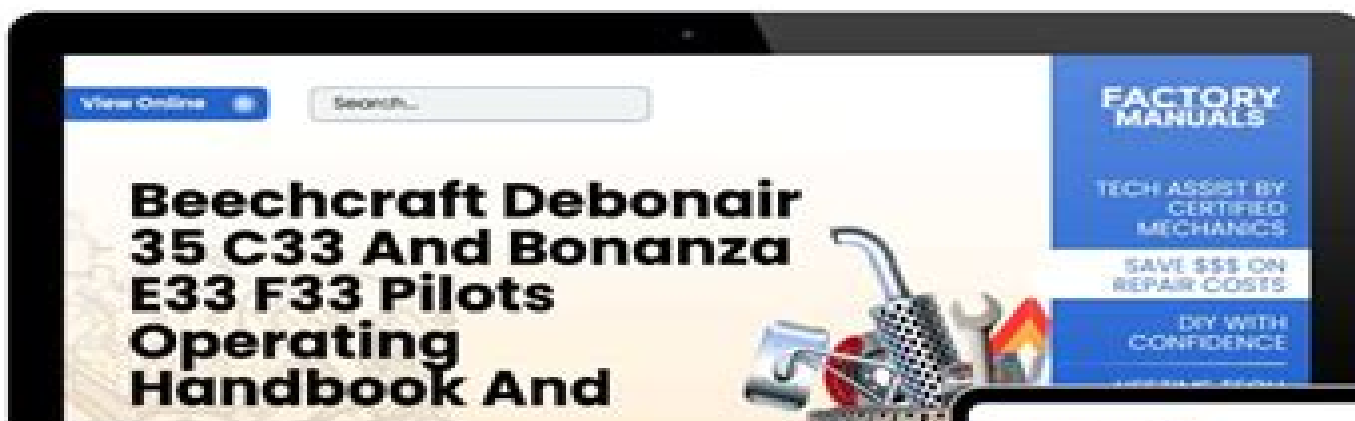 View Online
Search...
FACTORY
MANUALS
Beechcraft Debonair
35 C33 And Bonanza
E33 F33 Pilots
Operating
Handbook And
TECH ASSIST BY
CERTIFIED
MECHANICS
SAVE $$$ ON
REPAIR COSTS
DIY WITH
CONFIDENCE